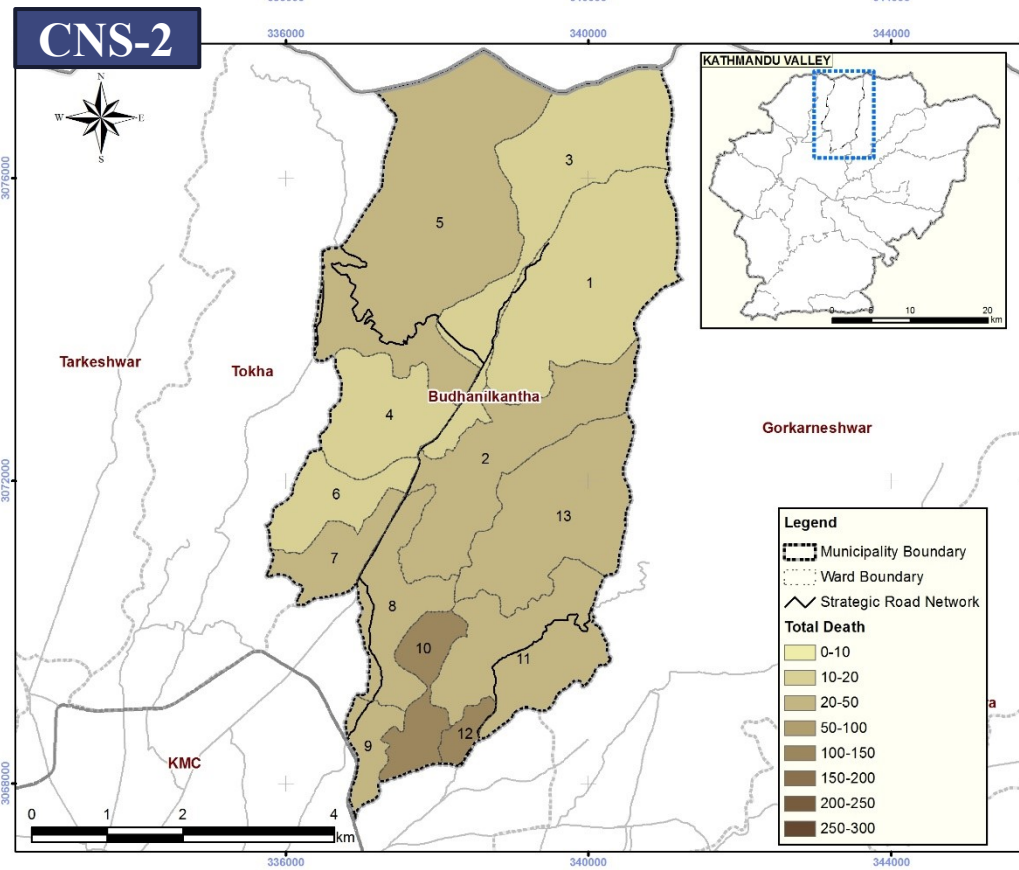 CNS-2
336000
340000
344000
N
W
E
S
KATHMANDU VALLEY
0 5 10 20
km
3076000
3072000
3068000
3
5
1
Tarkeshwar
Tokha
Budhanilkantha
4
Gorkarneshwar
2
6
13
7
8
10
11
12
9
KMC
a
Legend
Municipality Boundary
Ward Boundary
Strategic Road Network
Total Death
0-10
10-20
20-50
50-100
100-150
150-200
200-250
250-300
0 1 2 4
km
336000
340000
344000